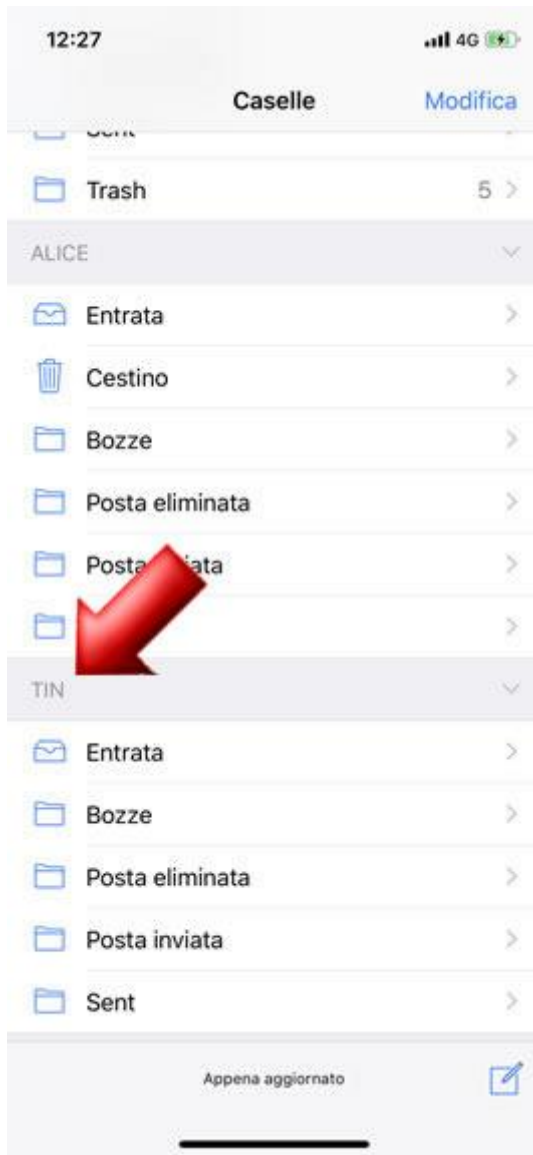 12:27
4G
Caselle
Modifica
Trash
5
ALICE
Entrata
Cestino
Bozze
Posta eliminata
Posta
TIN
Entrata
Bozze
Posta eliminata
Posta inviata
Sent
Appena aggiornato